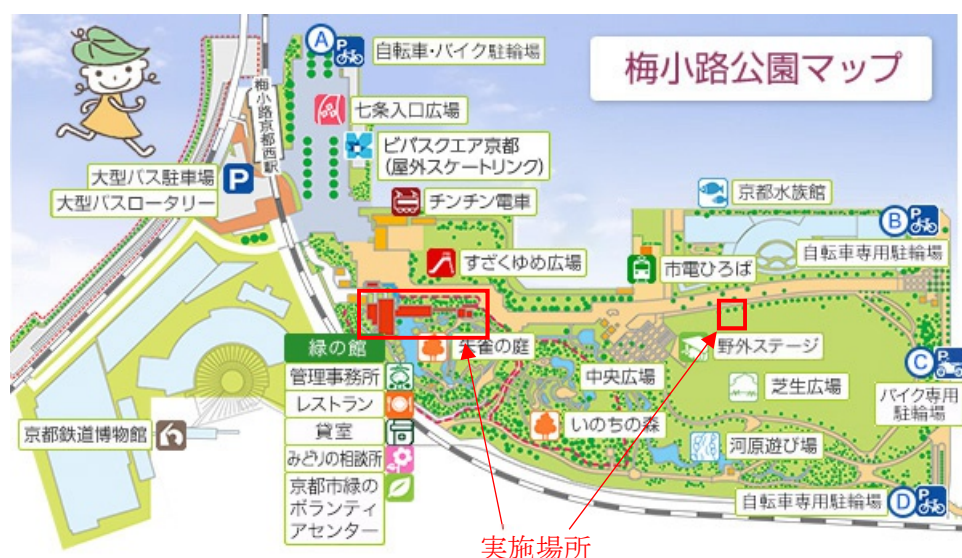 梅小路公園マップ
A
P
自転車・バイク駐輪場
梅小路京都西駅
七条入口広場
ビバスクエア京都
(屋外スケートリンク)
大型バス駐車場
大型バスロータリー
P
チンチン電車
京都水族館
B
P
自転車専用駐輪場
すざくゆめ広場
市電ひろば
緑の館
朱雀の庭
野外ステージ
管理事務所
レストラン
貸室
みどりの相談所
京都市緑の
ボランティ
アセンター
中央広場
芝生広場
C
P
バイク専用
駐輪場
京都鉄道博物館
いのちの森
河原遊び場
自転車専用駐輪場
D
P
実施場所